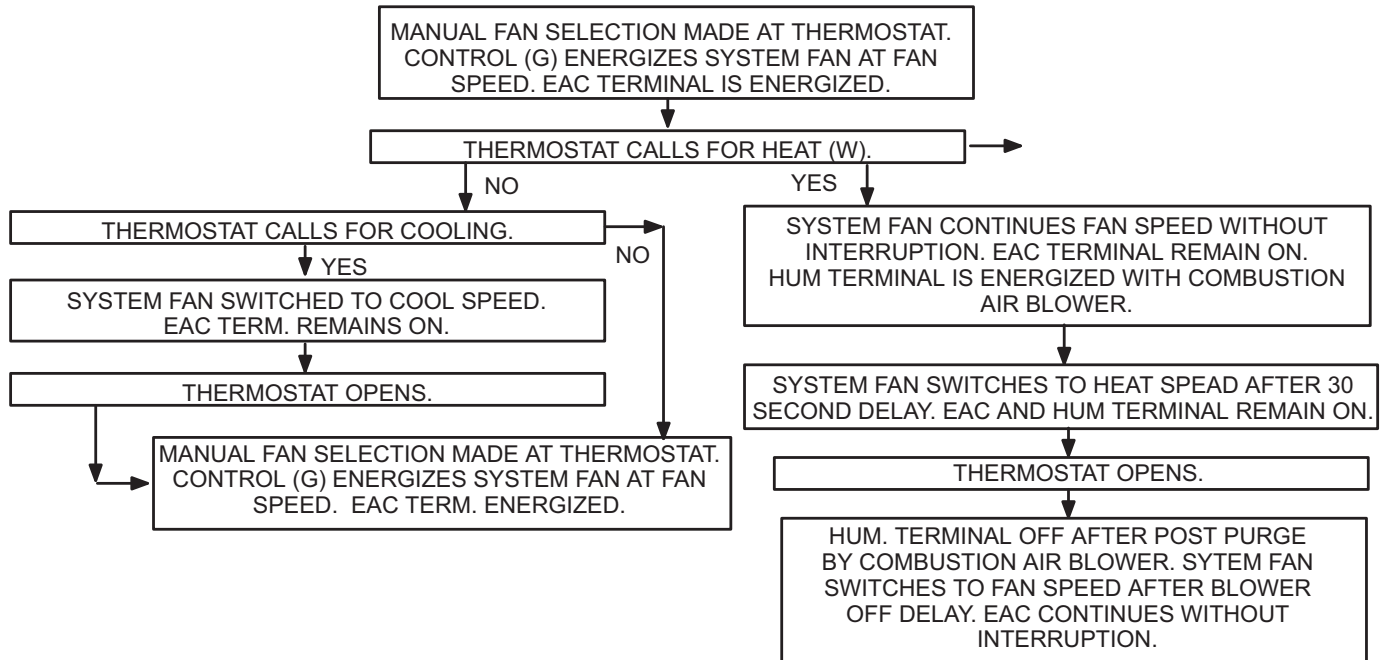 MANUAL FAN SELECTION MADE AT THERMOSTAT.
CONTROL (G) ENERGIZES SYSTEM FAN AT FAN
SPEED. EAC TERMINAL IS ENERGIZED.
THERMOSTAT CALLS FOR HEAT (W).
NO
YES
THERMOSTAT CALLS FOR COOLING.
NO
YES
SYSTEM FAN SWITCHED TO COOL SPEED.
EAC TERM. REMAINS ON.
THERMOSTAT OPENS.
MANUAL FAN SELECTION MADE AT THERMOSTAT.
CONTROL (G) ENERGIZES SYSTEM FAN AT FAN
SPEED. EAC TERM. ENERGIZED.
SYSTEM FAN CONTINUES FAN SPEED WITHOUT
INTERRUPTION. EAC TERMINAL REMAIN ON.
HUM TERMINAL IS ENERGIZED WITH COMBUSTION
AIR BLOWER.
SYSTEM FAN SWITCHES TO HEAT SPEAD AFTER 30
SECOND DELAY. EAC AND HUM TERMINAL REMAIN ON.
THERMOSTAT OPENS.
HUM. TERMINAL OFF AFTER POST PURGE
BY COMBUSTION AIR BLOWER. SYTEM FAN
SWITCHES TO FAN SPEED AFTER BLOWER
OFF DELAY. EAC CONTINUES WITHOUT
INTERRUPTION.